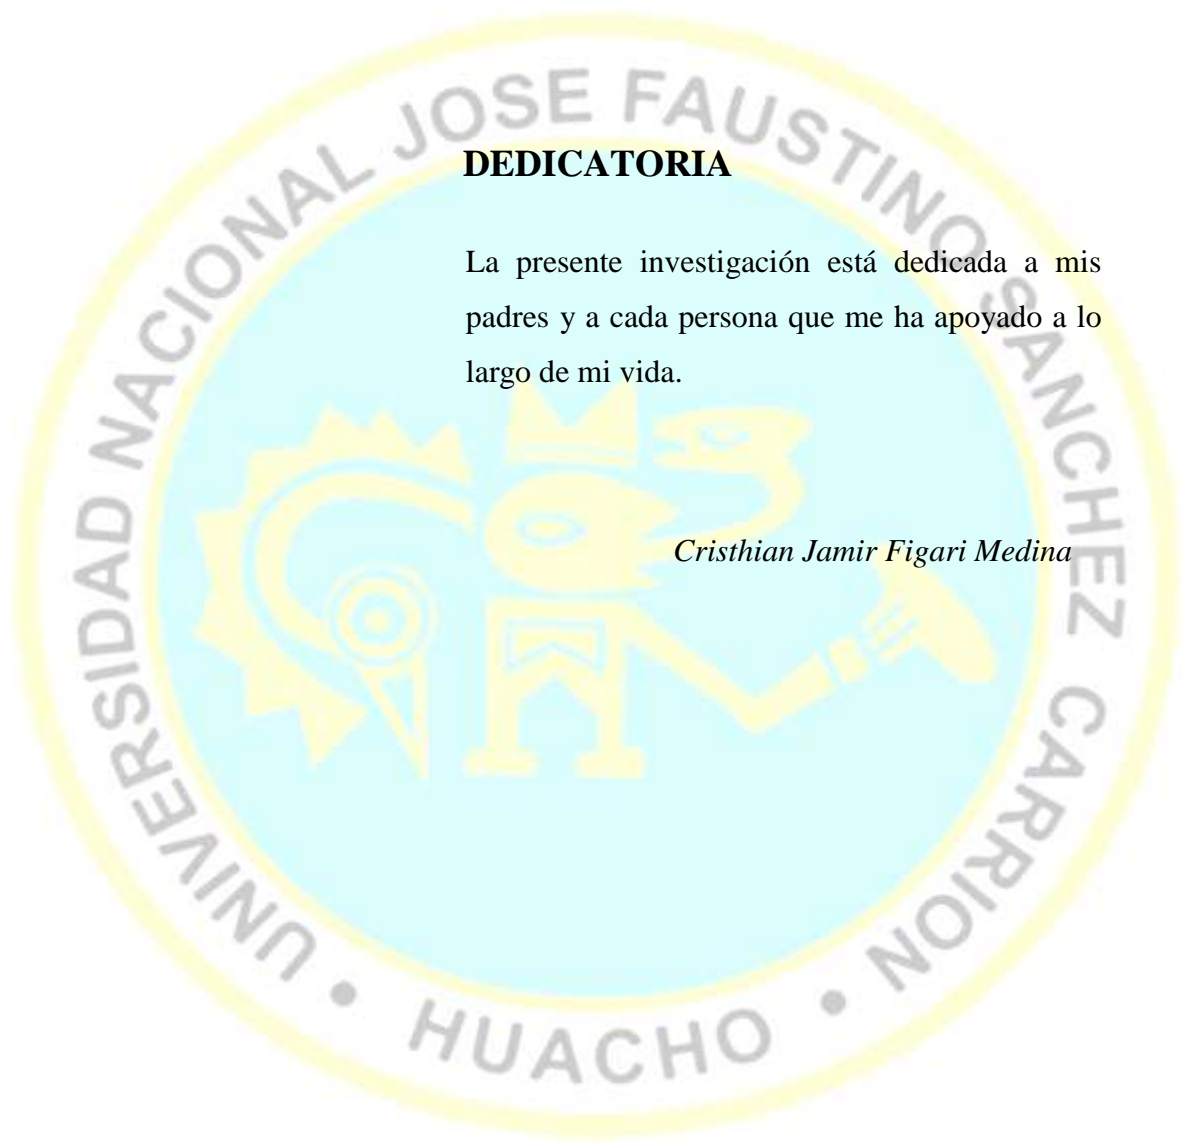 DEDICATORIA
La presente investigación está dedicada a mis
padres y a cada persona que me ha apoyado a lo
largo de mi vida.
Cristhian Jamir Figari Medina
UNIVERSIDAD NACIONAL JOSE FAUSTINO SANCHEZ CARRION • HUACHO •